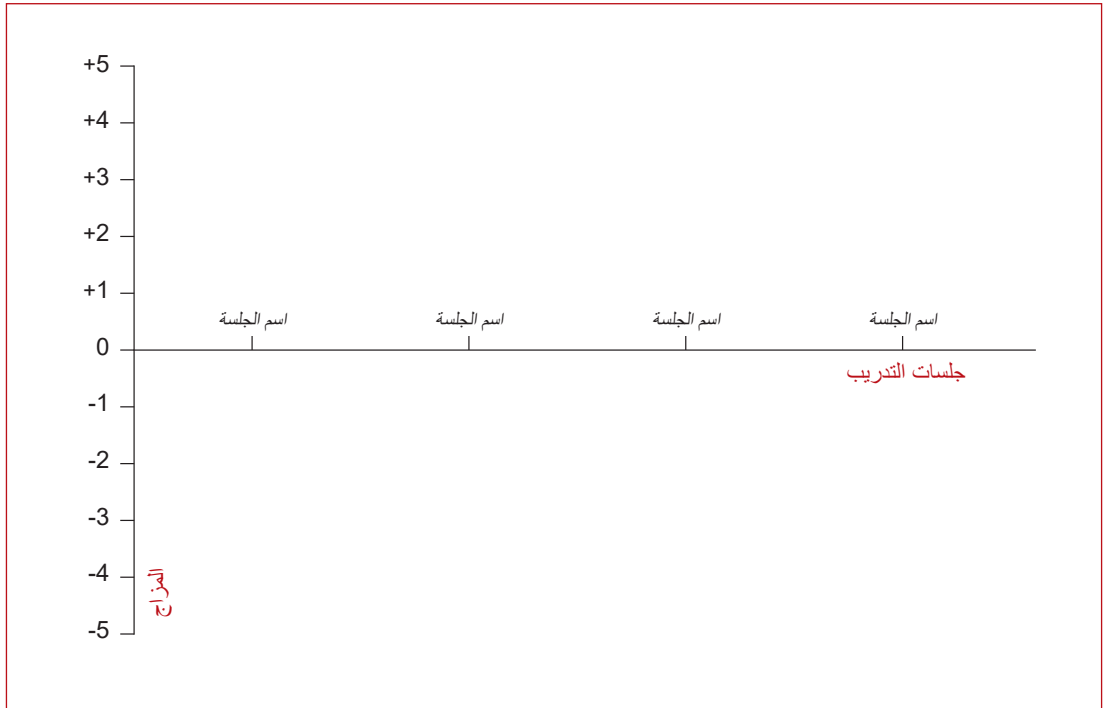 +5
+4
+3
+2
+1
اسم الجلسة
اسم الجلسة
اسم الجلسة
اسم الجلسة
0
جلسات التدريب
-1
-2
-3
-4
المزاج
-5